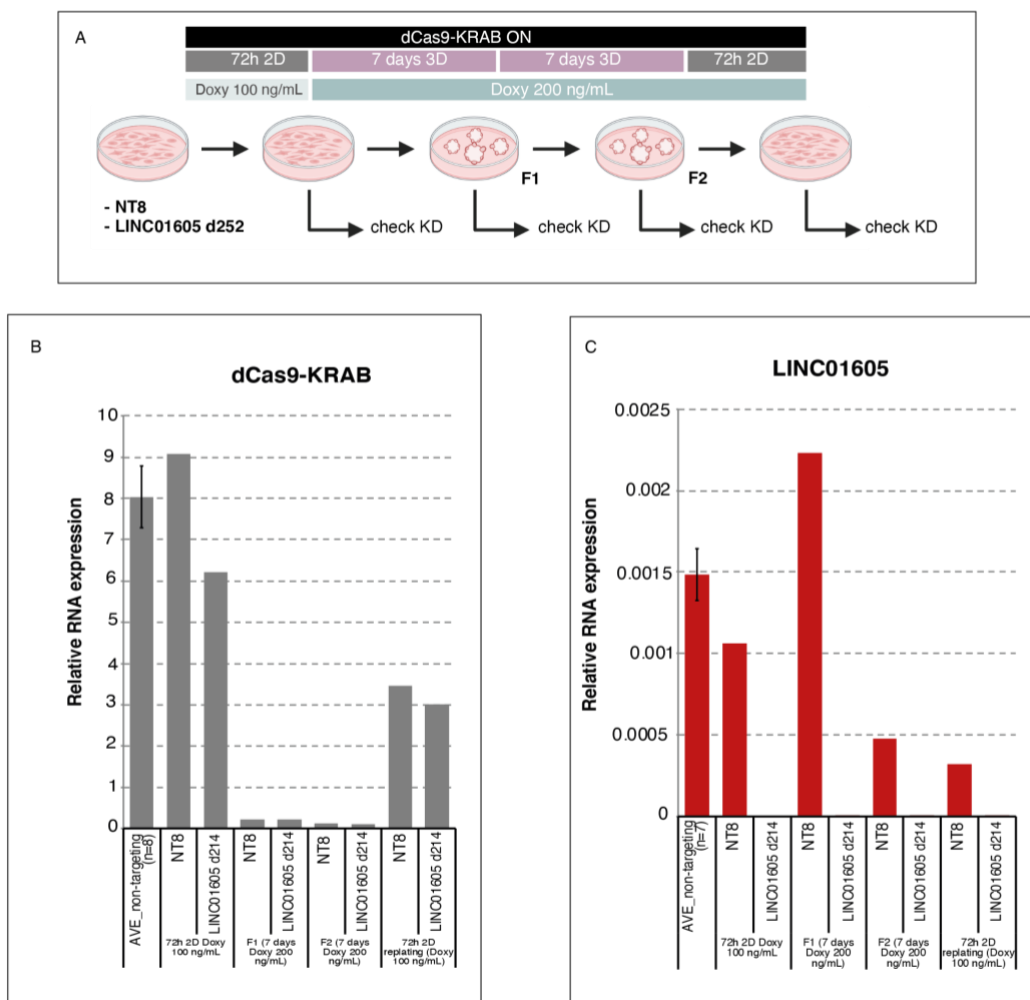 A
dCas9-KRAB ON
72h 2D
7 days 3D
7 days 3D
72h 2D
Doxy 100 ng/mL
Doxy 200 ng/mL
F1
F2
- NT8
- LINC01605 d252
check KD
check KD
check KD
check KD
B
dCas9-KRAB
Relative RNA expression
10
9
8
7
6
5
4
3
2
1
0
AVE_non-targeting
(n=8)
NT8
LINC01605 d214
NT8
LINC01605 d214
NT8
LINC01605 d214
NT8
LINC01605 d214
72h 2D Doxy
100 ng/mL
F1 (7 days
Doxy 200
ng/mL)
F2 (7 days
Doxy 200
ng/mL)
72h 2D
replating (Doxy
100 ng/mL)
C
LINC01605
Relative RNA expression
0.0025
0.002
0.0015
0.001
0.0005
0
AVE_non-targeting
(n=7)
NT8
LINC01605 d214
NT8
LINC01605 d214
NT8
LINC01605 d214
NT8
LINC01605 d214
72h 2D Doxy
100 ng/mL
F1 (7 days
Doxy 200
ng/mL)
F2 (7 days
Doxy 200
ng/mL)
72h 2D
replating (Doxy
100 ng/mL)